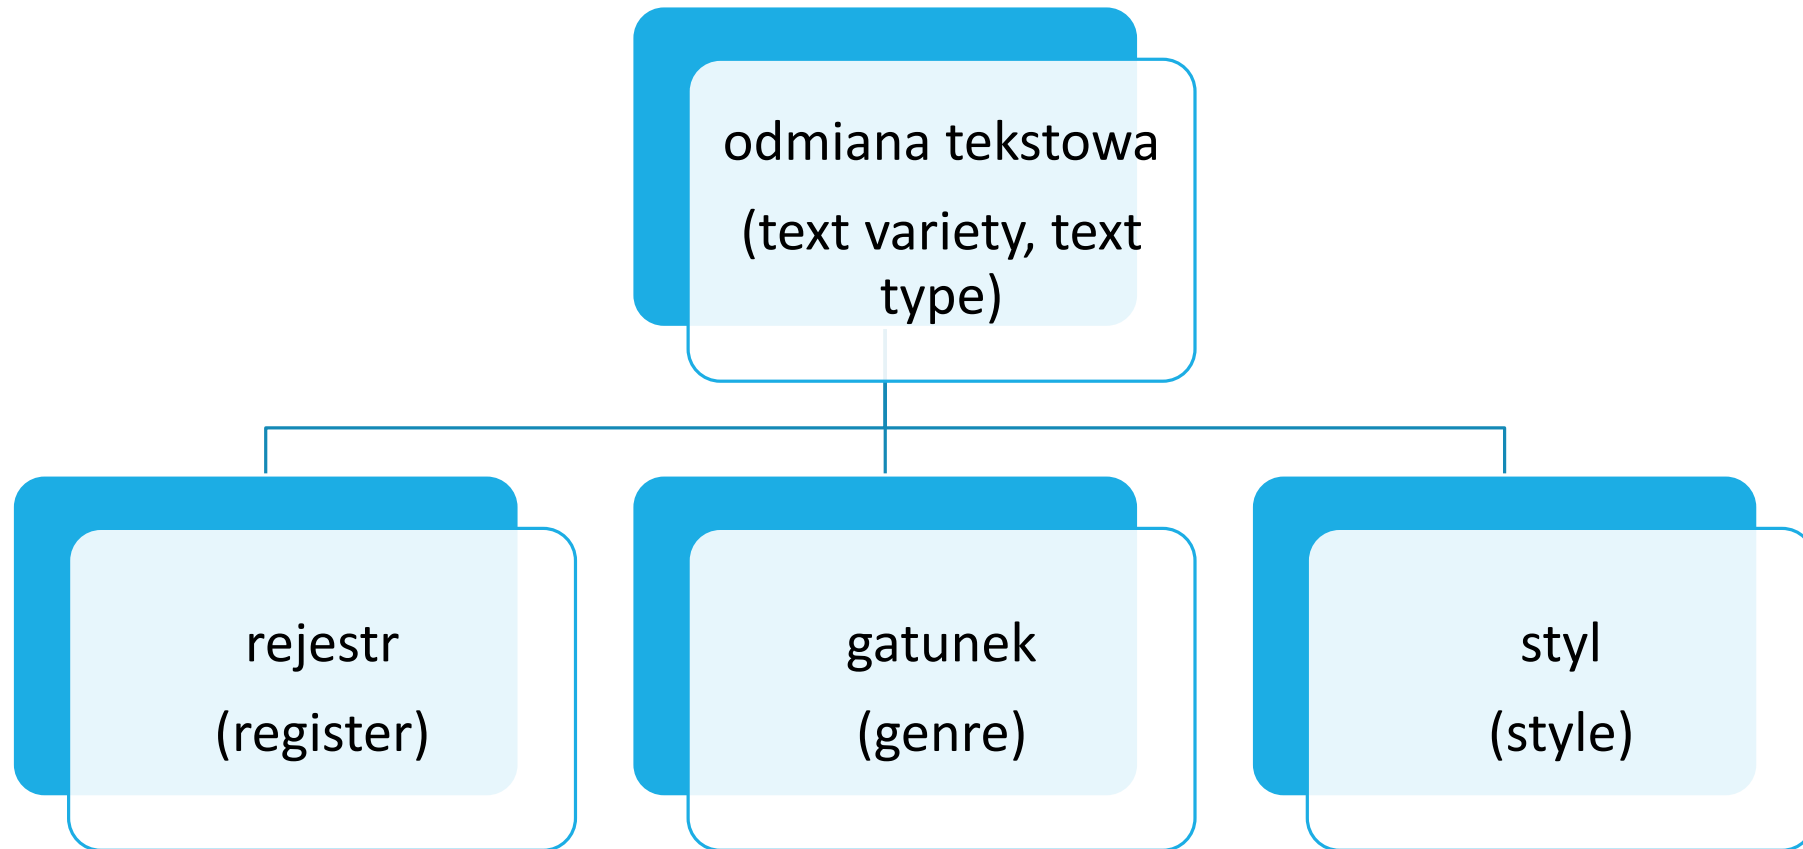 odmiana tekstowa
(text variety, text
type)
rejestr
(register)
gatunek
(genre)
styl
(style)